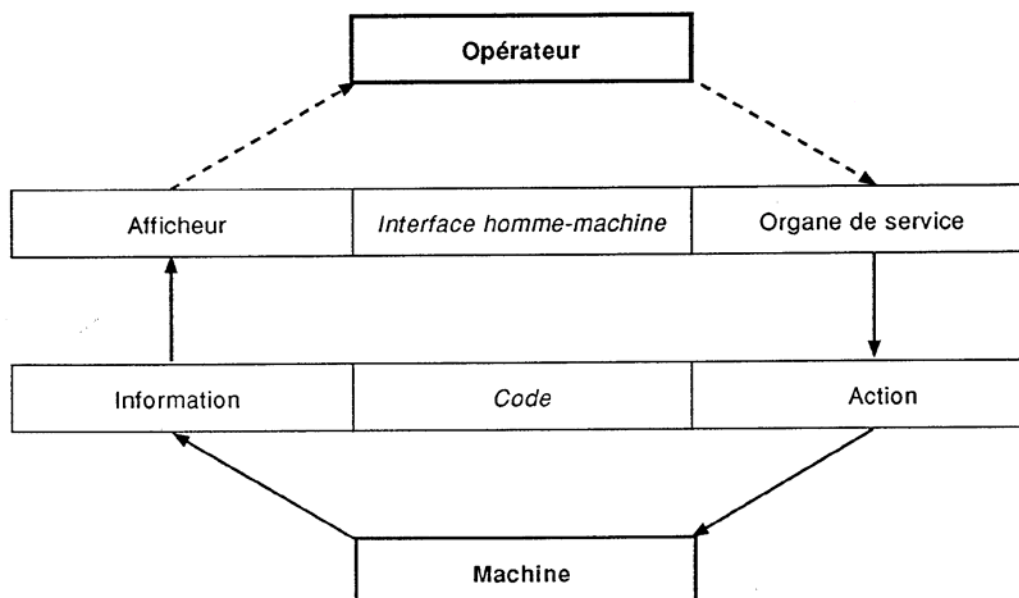 Opérateur
Afficheur
Interface homme-machine
Organe de service
Information
Code
Action
Machine